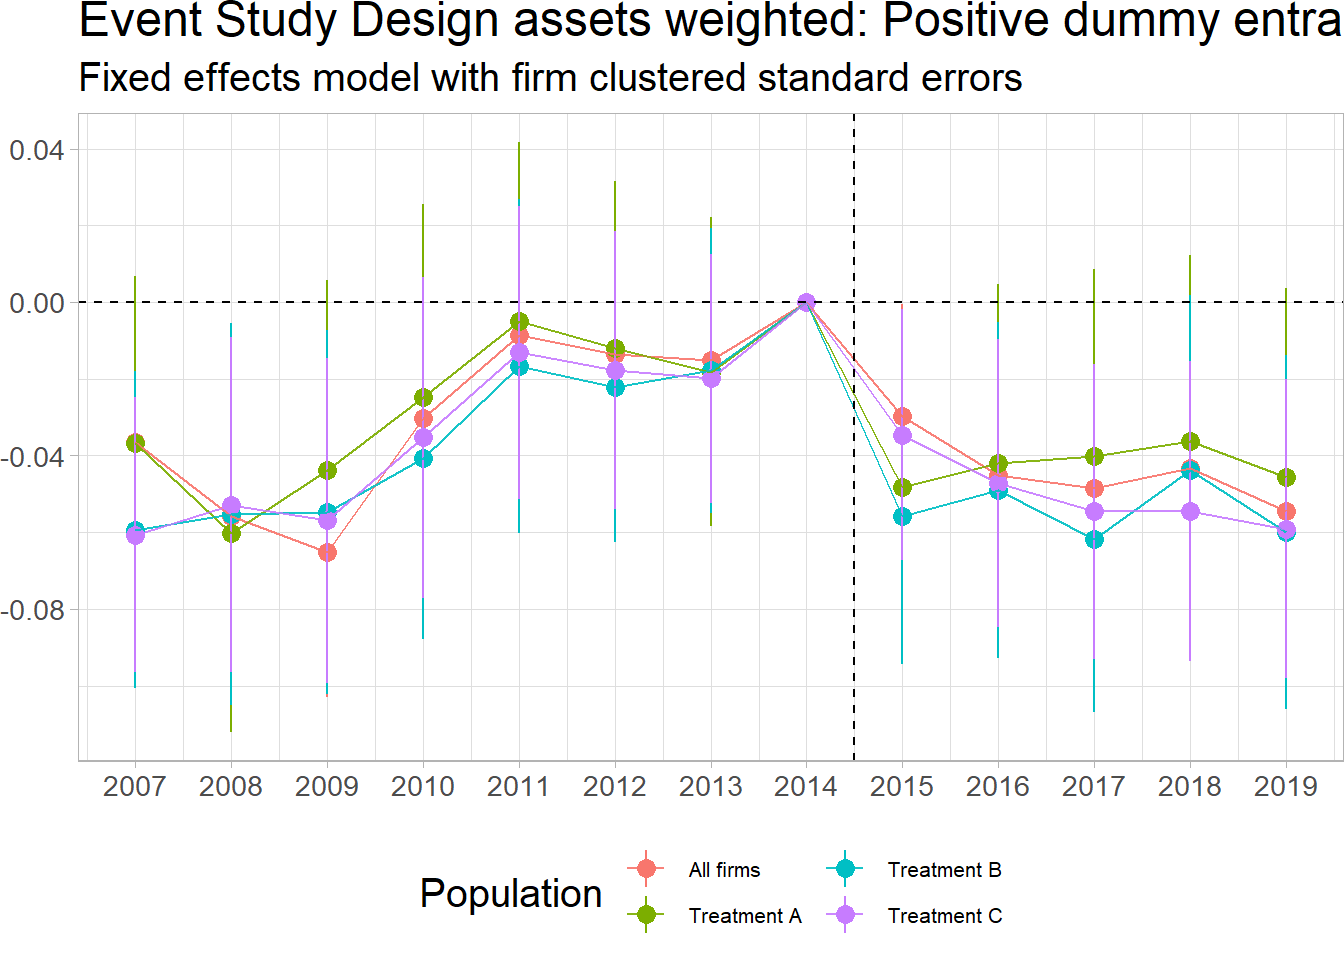 Event Study Design assets weighted: Positive dummy entra
Fixed effects model with firm clustered standard errors
0.04
0.00
-0.04
-0.08
2007 2008 2009 2010 2011 2012 2013 2014 2015 2016 2017 2018 2019
Population
All firms
Treatment A
Treatment B
Treatment C